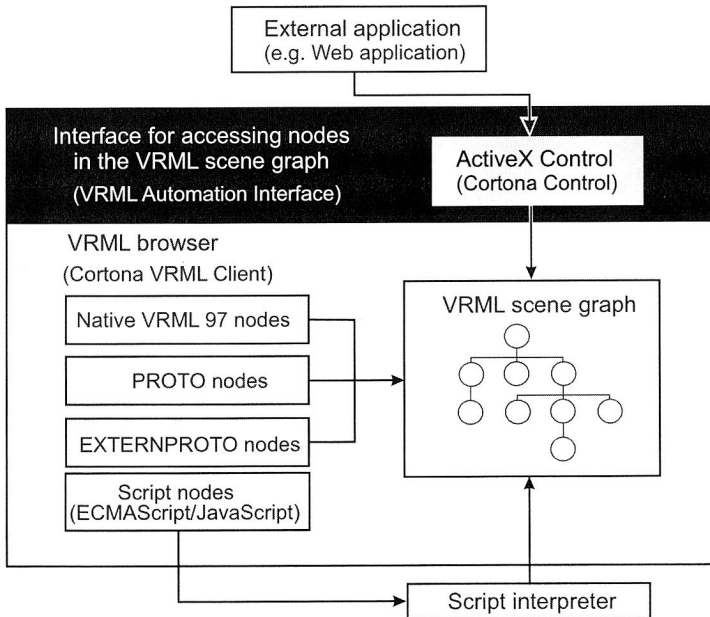 External application
(e.g. Web application)
Interface for accessing nodes
in the VRML scene graph
(VRML Automation Interface)
ActiveX Control
(Cortona Control)
VRML browser
(Cortona VRML Client)
Native VRML 97 nodes
PROTO nodes
EXTERNPROTO nodes
Script nodes
(ECMAScript/JavaScript)
VRML scene graph
Script interpreter